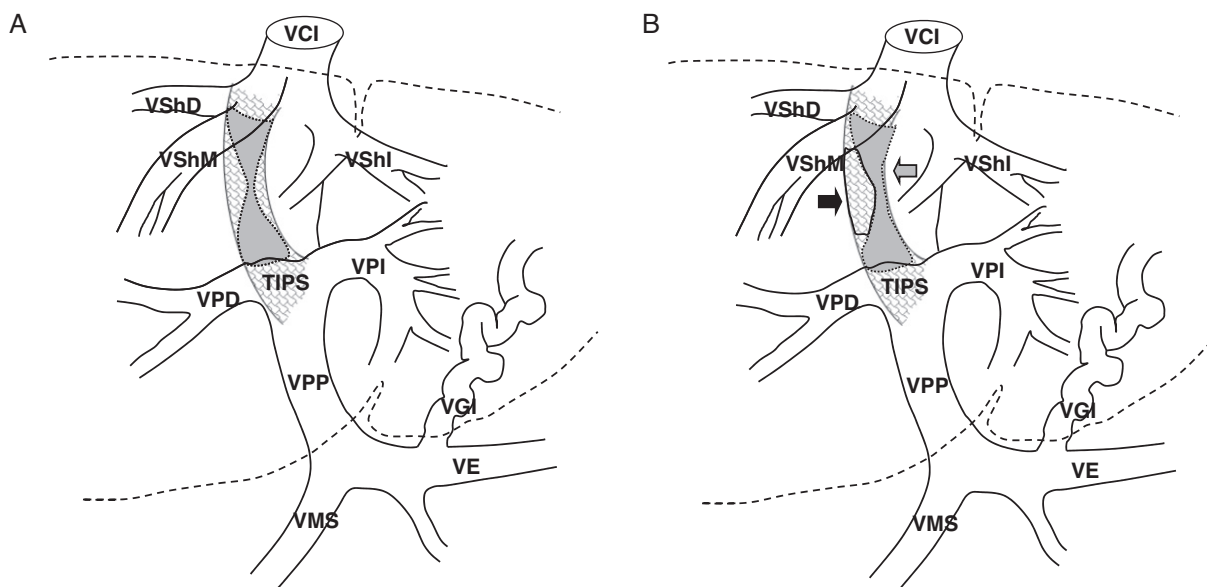 A
VCI
VShD
VShM
VShI
TIPS
VPI
VPD
VPP
VGI
VE
VMS
B
VCI
VShD
VShM
VShI
TIPS
VPI
VPD
VPP
VGI
VE
VMS